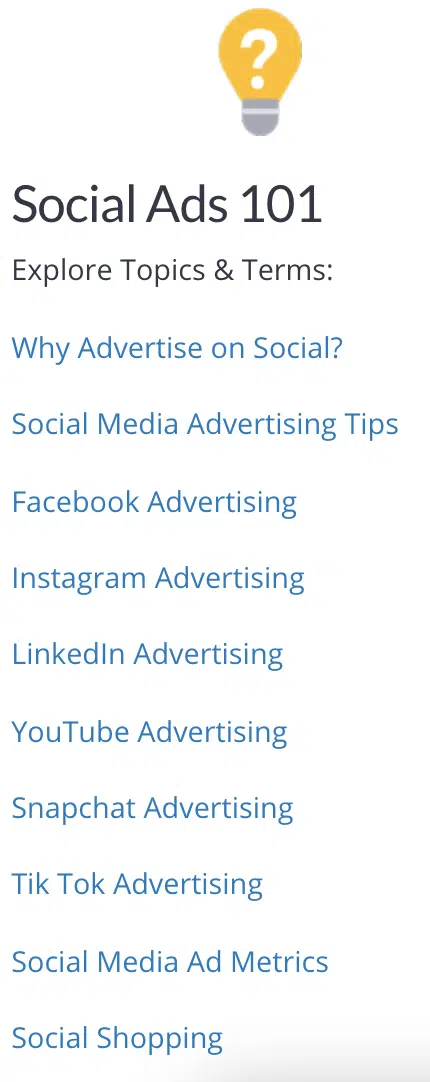 ?
Social Ads 101
Explore Topics & Terms:
Why Advertise on Social?
Social Media Advertising Tips
Facebook Advertising
Instagram Advertising
LinkedIn Advertising
YouTube Advertising
Snapchat Advertising
Tik Tok Advertising
Social Media Ad Metrics
Social Shopping